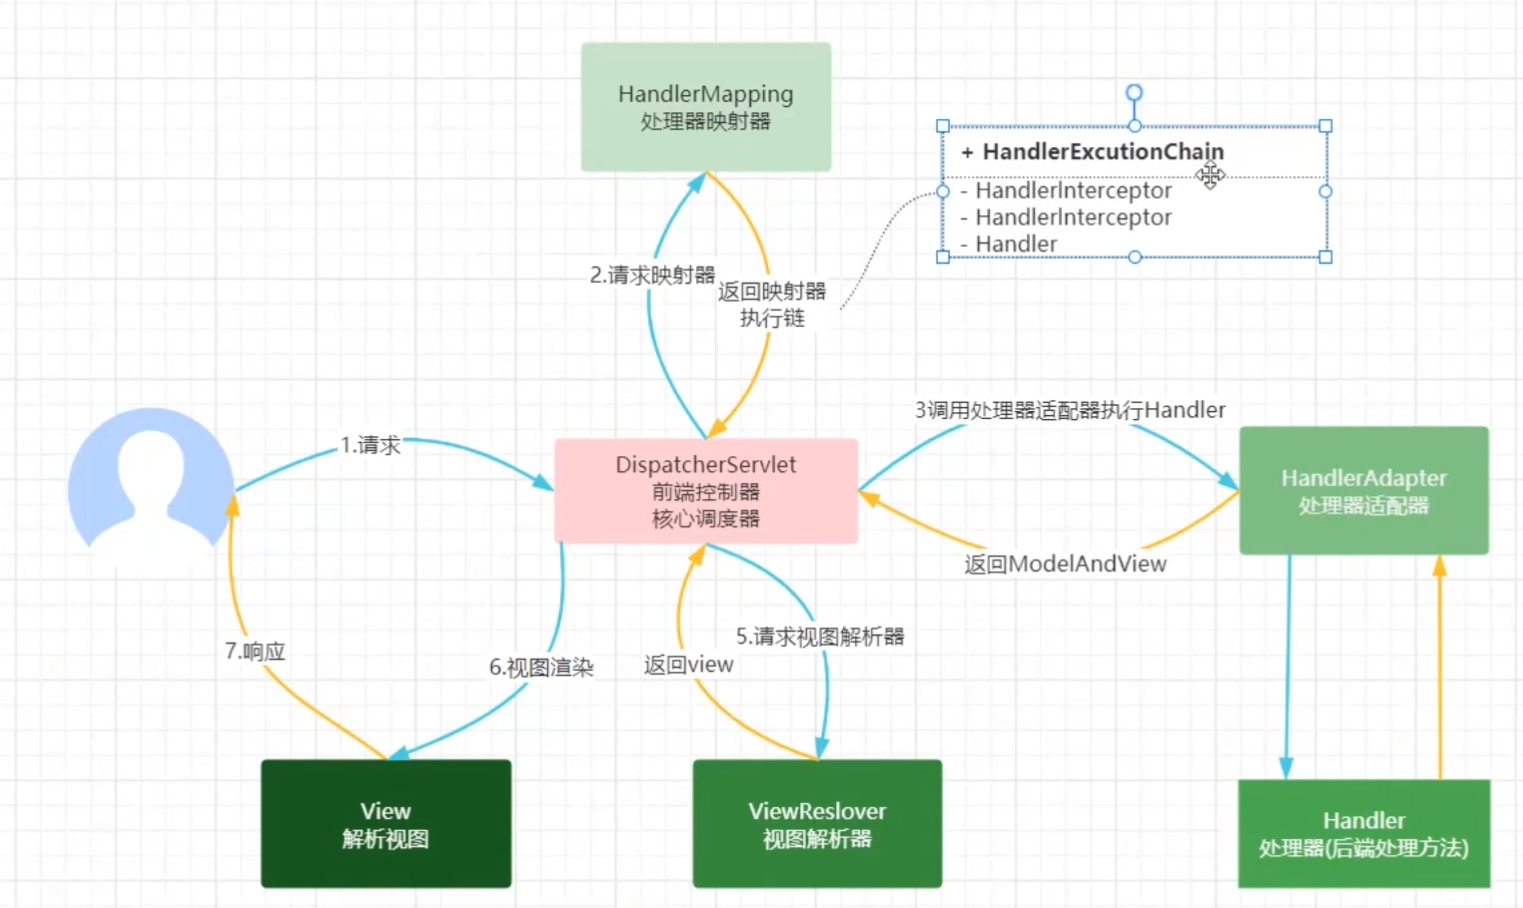 HandlerMapping
处理器映射器
+ HandlerExcutionChain
- HandlerInterceptor
- HandlerInterceptor
- Handler
2.请求映射器
返回映射器
执行链
1.请求
3调用处理器适配器执行Handler
DispatcherServlet
前端控制器
核心调度器
HandlerAdapter
处理器适配器
返回ModelAndView
7.响应
6.视图渲染
返回view
5.请求视图解析器
View
解析视图
ViewReslover
视图解析器
Handler
处理器(后端处理方法)